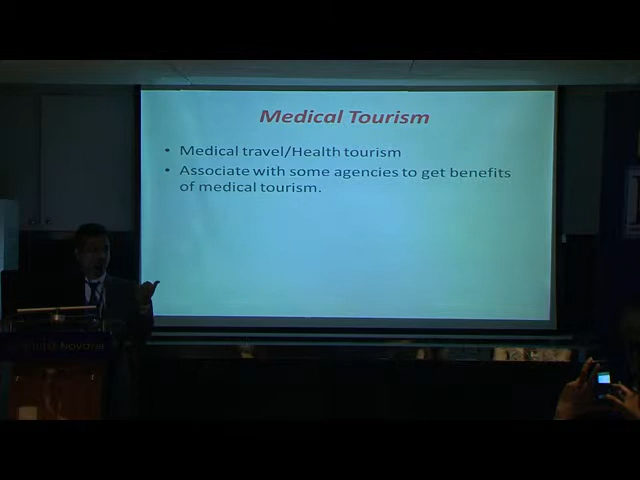 Medical Tourism
• Medical travel/Health tourism
• Associate with some agencies to get benefits
of medical tourism.